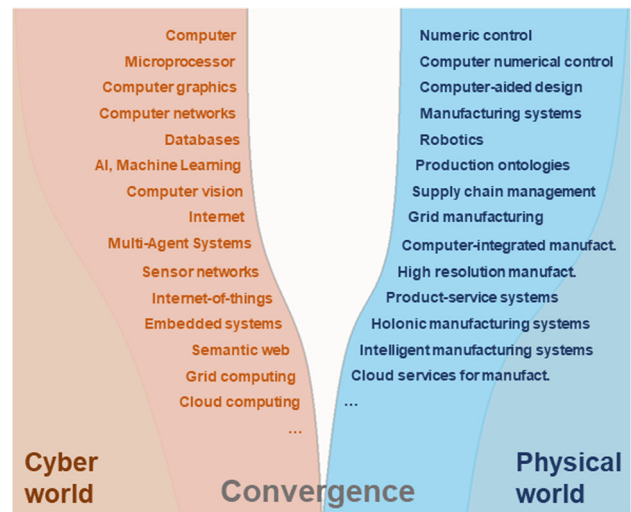 Computer
Microprocessor
Computer graphics
Computer networks
Databases
AI, Machine Learning
Computer vision
Internet
Multi-Agent Systems
Sensor networks
Internet-of-things
Embedded systems
Semantic web
Grid computing
Cloud computing
...
Numeric control
Computer numerical control
Computer-aided design
Manufacturing systems
Robotics
Production ontologies
Supply chain management
Grid manufacturing
Computer-integrated manufact.
High resolution manufact.
Product-service systems
Holonic manufacturing systems
Intelligent manufacturing systems
Cloud services for manufact.
...
Cyber
world
Convergence
Physical
world